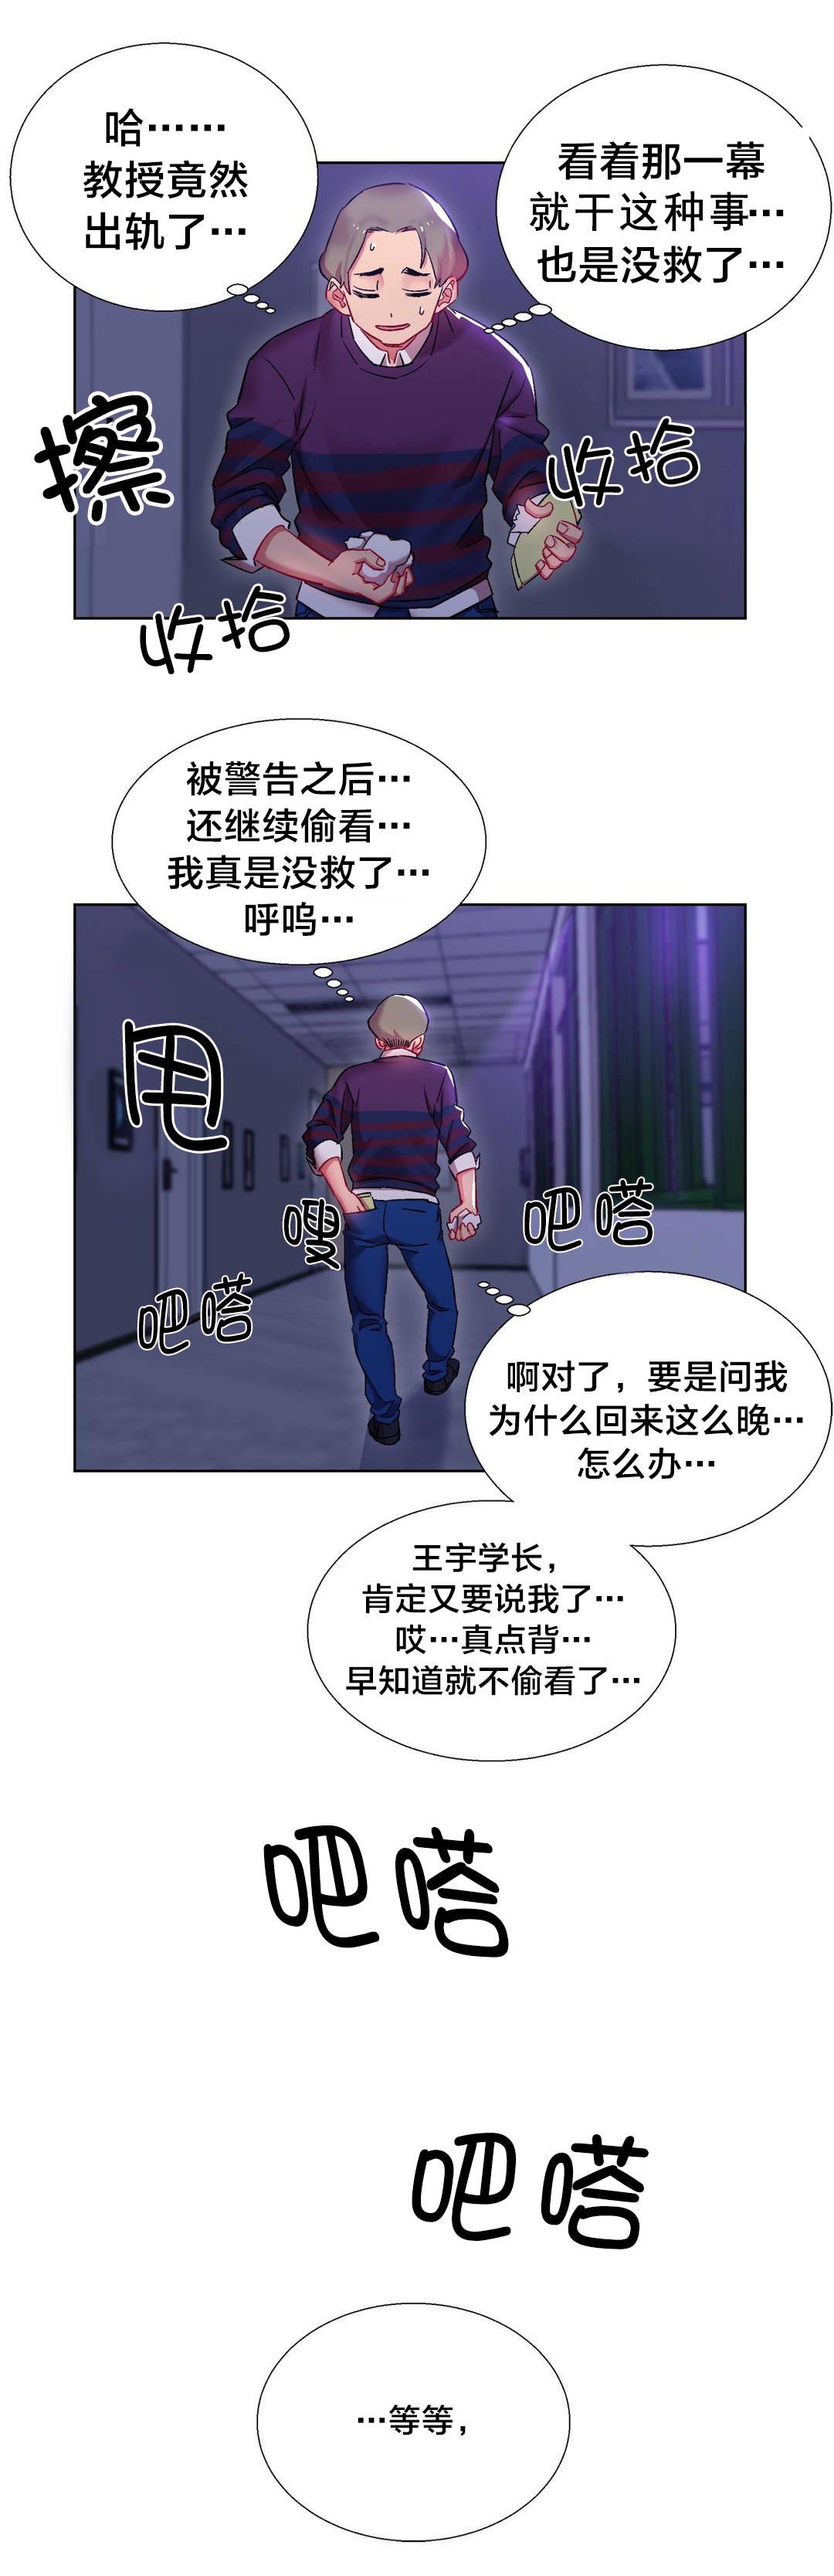 哈⋯⋯
教授竟然
出轨了⋯
看着那一幕
就干这种事⋯
也是没救了⋯
擦
收拾
收拾
被警告之后⋯
还继续偷看⋯
我真是没救了⋯
呼呜⋯
甩
嗖
吧嗒
吧嗒
啊对了，要是问我
为什么回来这么晚⋯
怎么办⋯
王宇学长，
肯定又要说我了⋯
哎⋯真点背⋯
早知道就不偷看了⋯
吧嗒
吧嗒
⋯等等，